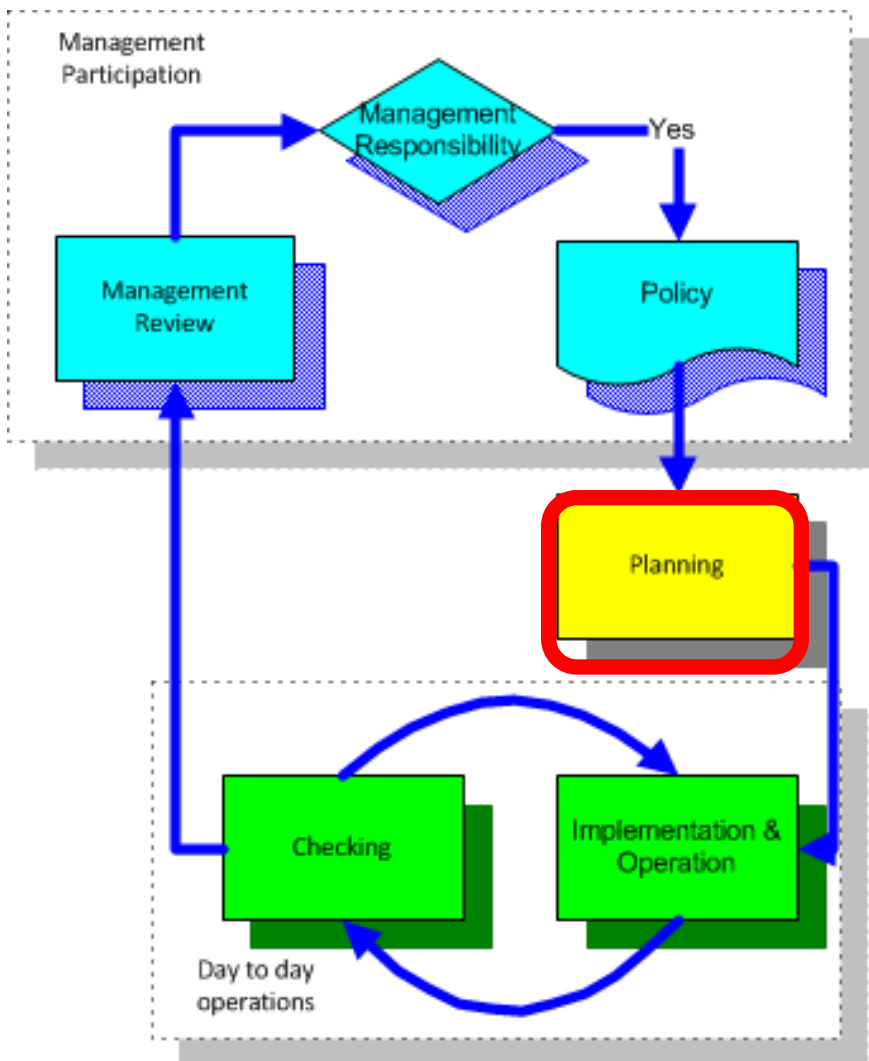 Management
Participation
Management
Responsibility
Yes
Management
Review
Policy
Planning
Checking
Implementation &
Operation
Day to day
operations